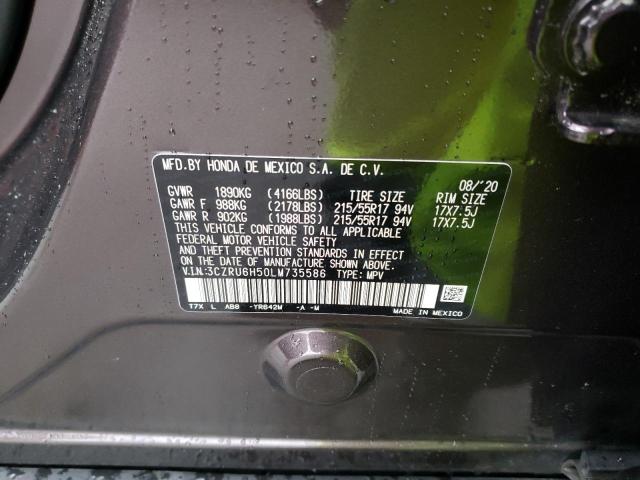 MFD.BY HONDA DE MEXICO S.A. DE C.V.
08/'20
GVWR 1890KG (4166LBS) TIRE SIZE RIM SIZE
GAWR F 988KG (2178LBS) 215/55R17 94V 17X7.5J
GAWR R 902KG (1988LBS) 215/55R17 94V 17X7.5J
THIS VEHICLE CONFORMS TO ALL APPLICABLE
FEDERAL MOTOR VEHICLE SAFETY
AND THEFT PREVENTION STANDARDS IN EFFECT
ON THE DATE OF MANUFACTURE SHOWN ABOVE.
V.I.N:3CZRU6H50LM735586 TYPE: MPV
T7X L AB8 -YR642M -A -M
MADE IN MEXICO